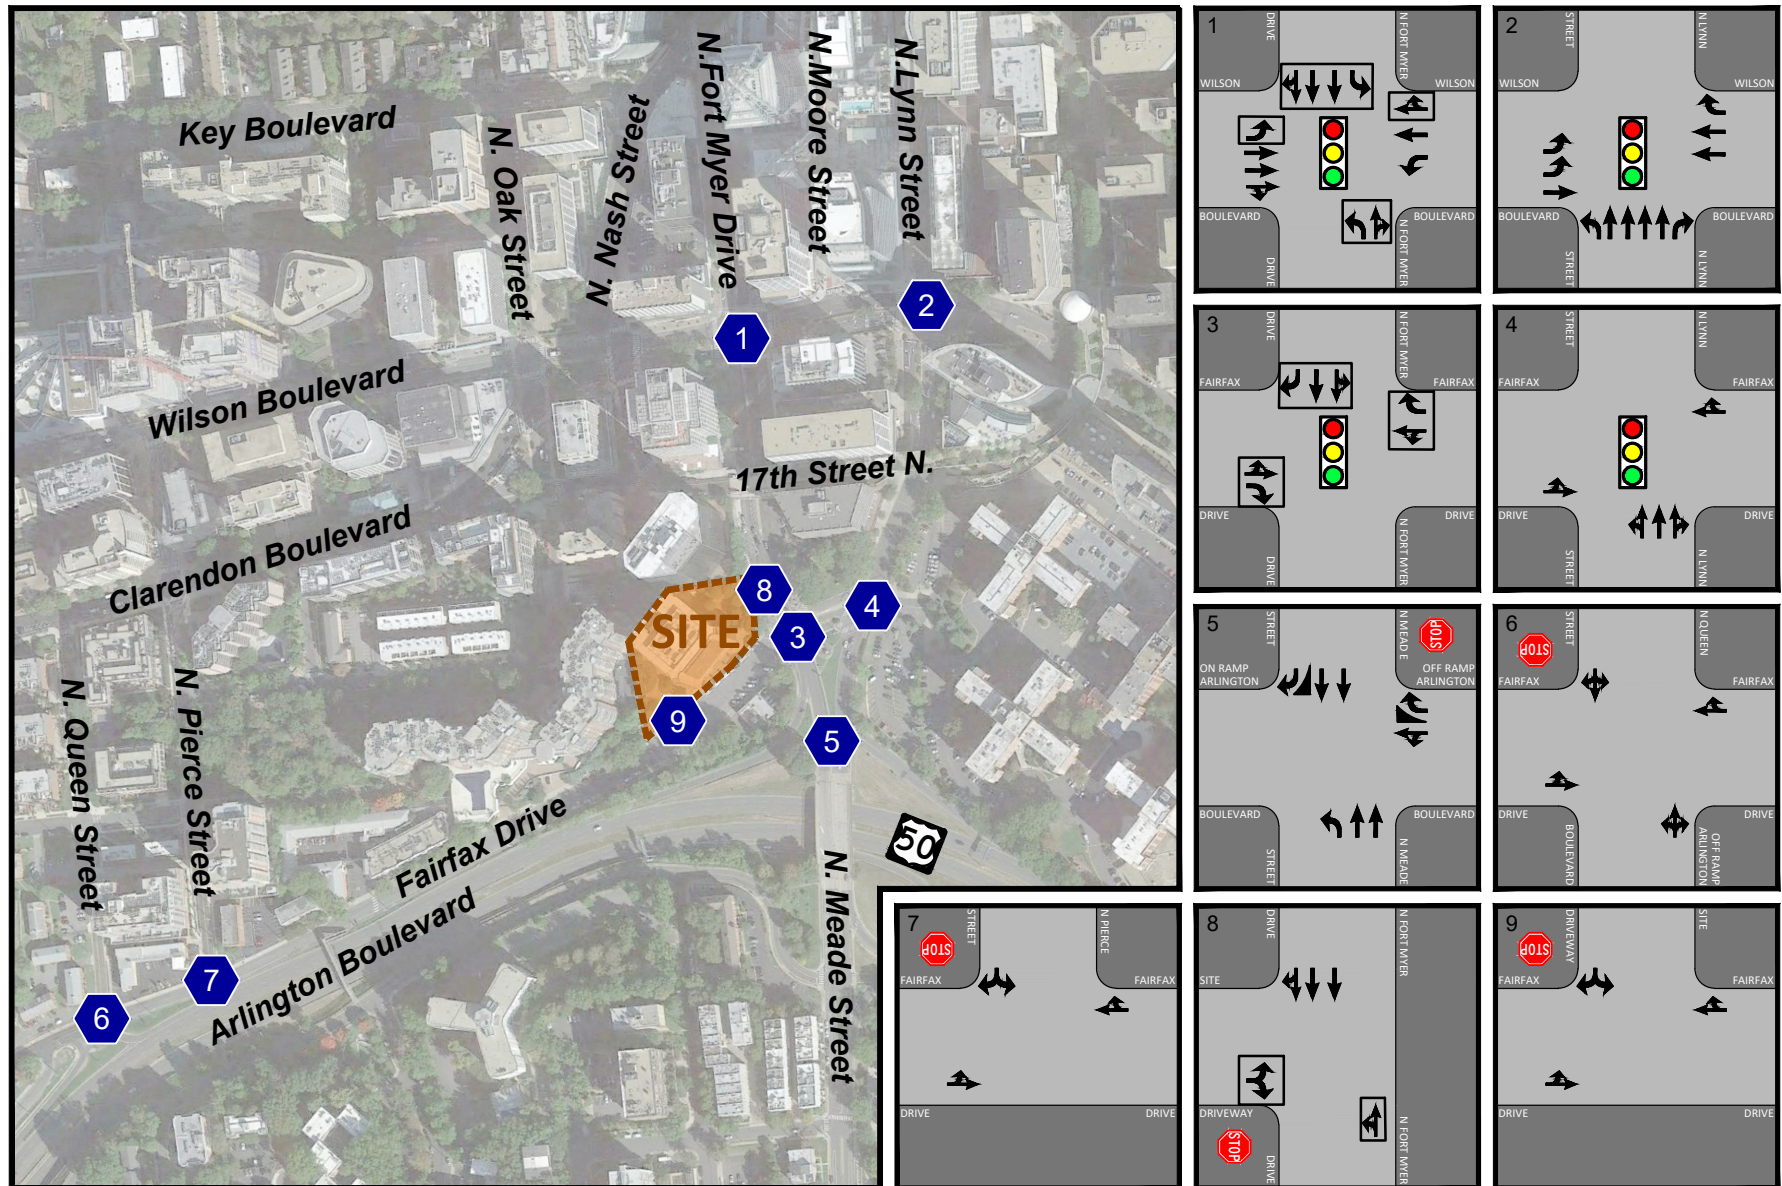 Key Boulevard
N. Oak Street
N. Nash Street
N.Fort Myer Drive
N.Moore Street
N.Lynn Street
Wilson Boulevard
Clarendon Boulevard
17th Street N.
SITE
N. Queen Street
N. Pierce Street
Fairfax Drive
Arlington Boulevard
N. Meade Street
50
1
2
3
4
5
6
7
8
9
1
DRIVE
N FORT MYER
WILSON
WILSON
BOULEVARD
BOULEVARD
DRIVE
N FORT MYER
2
STREET
N LYNN
WILSON
WILSON
BOULEVARD
BOULEVARD
STREET
N LYNN
3
DRIVE
N FORT MYER
FAIRFAX
FAIRFAX
DRIVE
DRIVE
DRIVE
N FORT MYER
4
STREET
N LYNN
FAIRFAX
FAIRFAX
DRIVE
DRIVE
STREET
N LYNN
5
STREET
N MEADE
STOP
ON RAMP
ARLINGTON
OFF RAMP
ARLINGTON
BOULEVARD
BOULEVARD
STREET
N MEADE
6
STOP
STREET
N QUEEN
FAIRFAX
FAIRFAX
DRIVE
DRIVE
BOULEVARD
ARLINGTON
OFF RAMP
7
STOP
STREET
N PIERCE
FAIRFAX
FAIRFAX
DRIVE
DRIVE
8
DRIVE
N FORT MYER
SITE
DRIVEWAY
STOP
DRIVE
N FORT MYER
9
STOP
DRIVEWAY
SITE
FAIRFAX
FAIRFAX
DRIVE
DRIVE